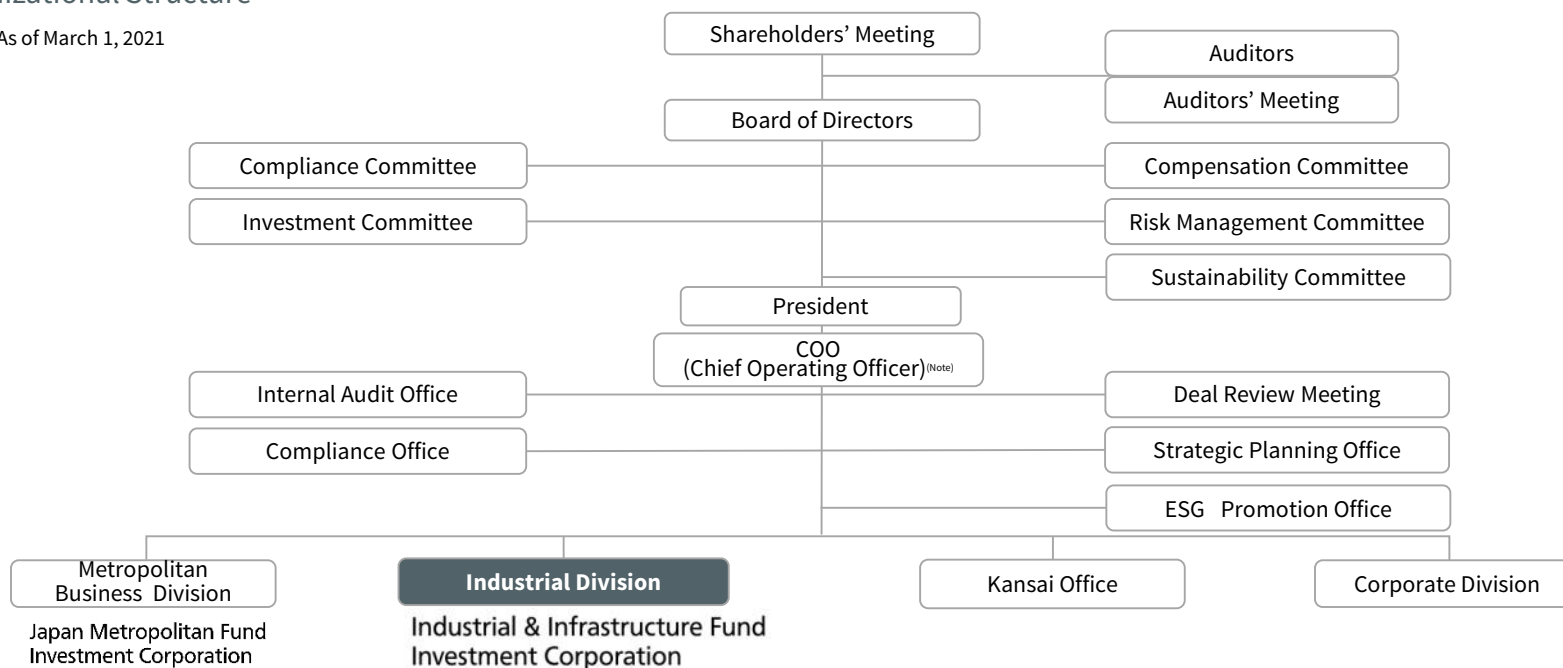 As of March 1, 2021
Shareholders' Meeting
Auditors
Auditors' Meeting
Board of Directors
Compliance Committee
Compensation Committee
Investment Committee
Risk Management Committee
Sustainability Committee
President
COO
(Chief Operating Officer)(Note)
Internal Audit Office
Deal Review Meeting
Compliance Office
Strategic Planning Office
ESG Promotion Office
Metropolitan
Business Division
Industrial Division
Kansai Office
Corporate Division
Japan Metropolitan Fund
Investment Corporation
Industrial & Infrastructure Fund
Investment Corporation